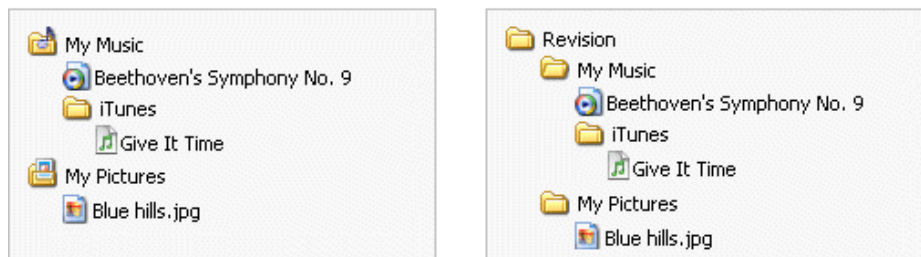 My Music
Beethoven's Symphony No. 9
iTunes
Give It Time
My Pictures
Blue hills.jpg
Revision
My Music
Beethoven's Symphony No. 9
iTunes
Give It Time
My Pictures
Blue hills.jpg